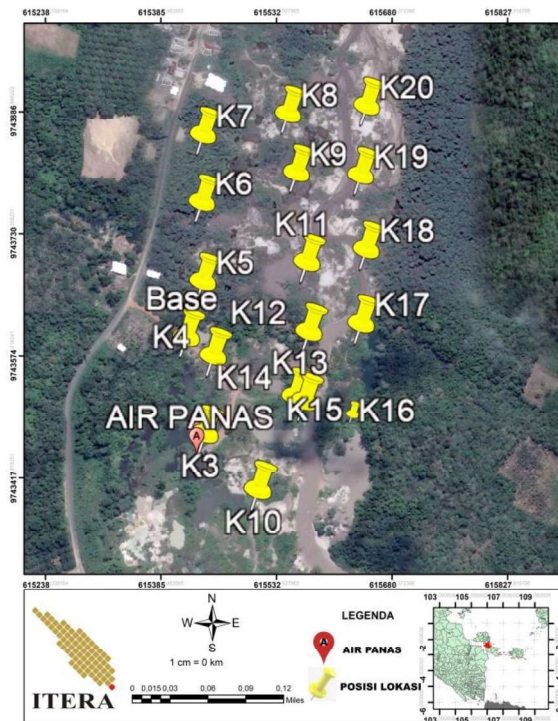 615238 615385 615532 615680 615827
9743886
9743730
9743574
9743417
K8
K20
K7
K9
K19
K6
K11
K18
K5
Base
K12
K17
K4
K13
K14
AIR PANAS
K15
K16
K3
K10
615238 615385 615532 615680 615827
ITERA
N
W E
S
1 cm = 0 km
0 0,015 0,03 0,06 0,09 0,12
Miles
LEGENDA
A
AIR PANAS
POSISI LOKASI
103 105 107 109
103 105 107 109